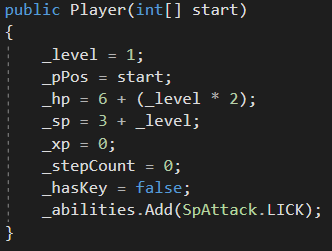 public Player(int[] start)
{
    _level = 1;
    _pPos = start;
    _hp = 6 + (_level * 2);
    _sp = 3 + _level;
    _xp = 0;
    _stepCount = 0;
    _hasKey = false;
    _abilities.Add(SpAttack.LICK);
}